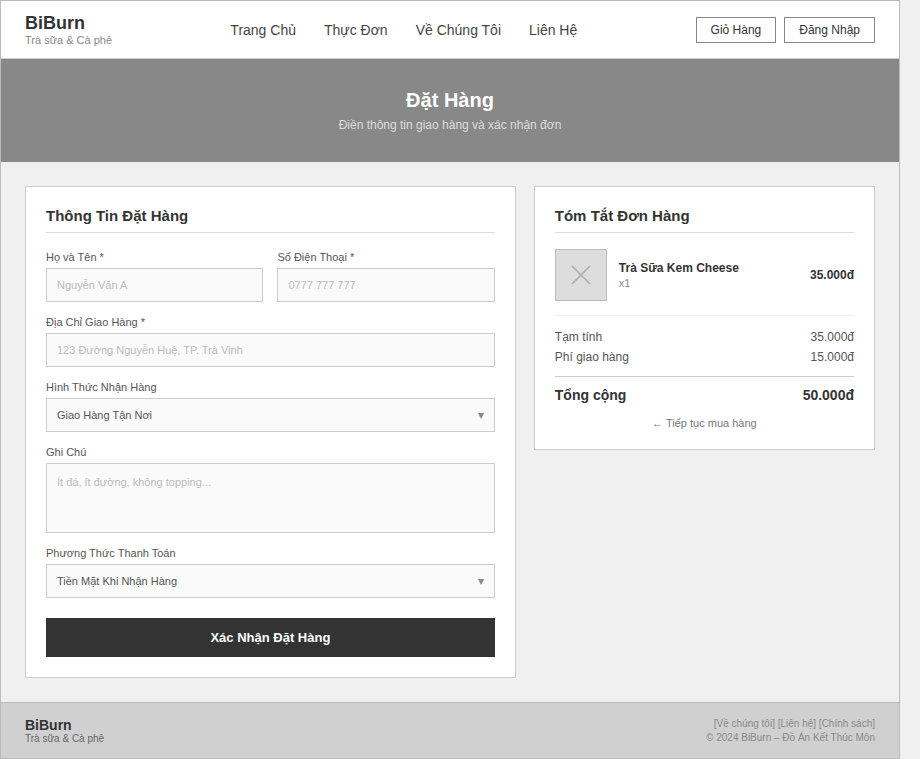 BiBurn
Trà sữa & Cà phê
Trang Chủ Thực Đơn Về Chúng Tôi Liên Hệ
Giỏ Hàng Đăng Nhập
Đặt Hàng
Điền thông tin giao hàng và xác nhận đơn
Thông Tin Đặt Hàng
Họ và Tên * Số Điện Thoại *
Nguyễn Văn A 0777 777 777
Địa Chỉ Giao Hàng *
123 Đường Nguyễn Huệ, TP. Trà Vinh
Hình Thức Nhận Hàng
Giao Hàng Tận Nơi ▾
Ghi Chú
Ít đá, ít đường, không topping...
Phương Thức Thanh Toán
Tiền Mặt Khi Nhận Hàng ▾
Xác Nhận Đặt Hàng
Tóm Tắt Đơn Hàng
Trà Sữa Kem Cheese 35.000đ
x1
Tạm tính 35.000đ
Phí giao hàng 15.000đ
Tổng cộng 50.000đ
← Tiếp tục mua hàng
BiBurn
Trà sữa & Cà phê
[Về chúng tôi] [Liên hệ] [Chính sách]
© 2024 BiBurn – Đồ Án Kết Thúc Môn